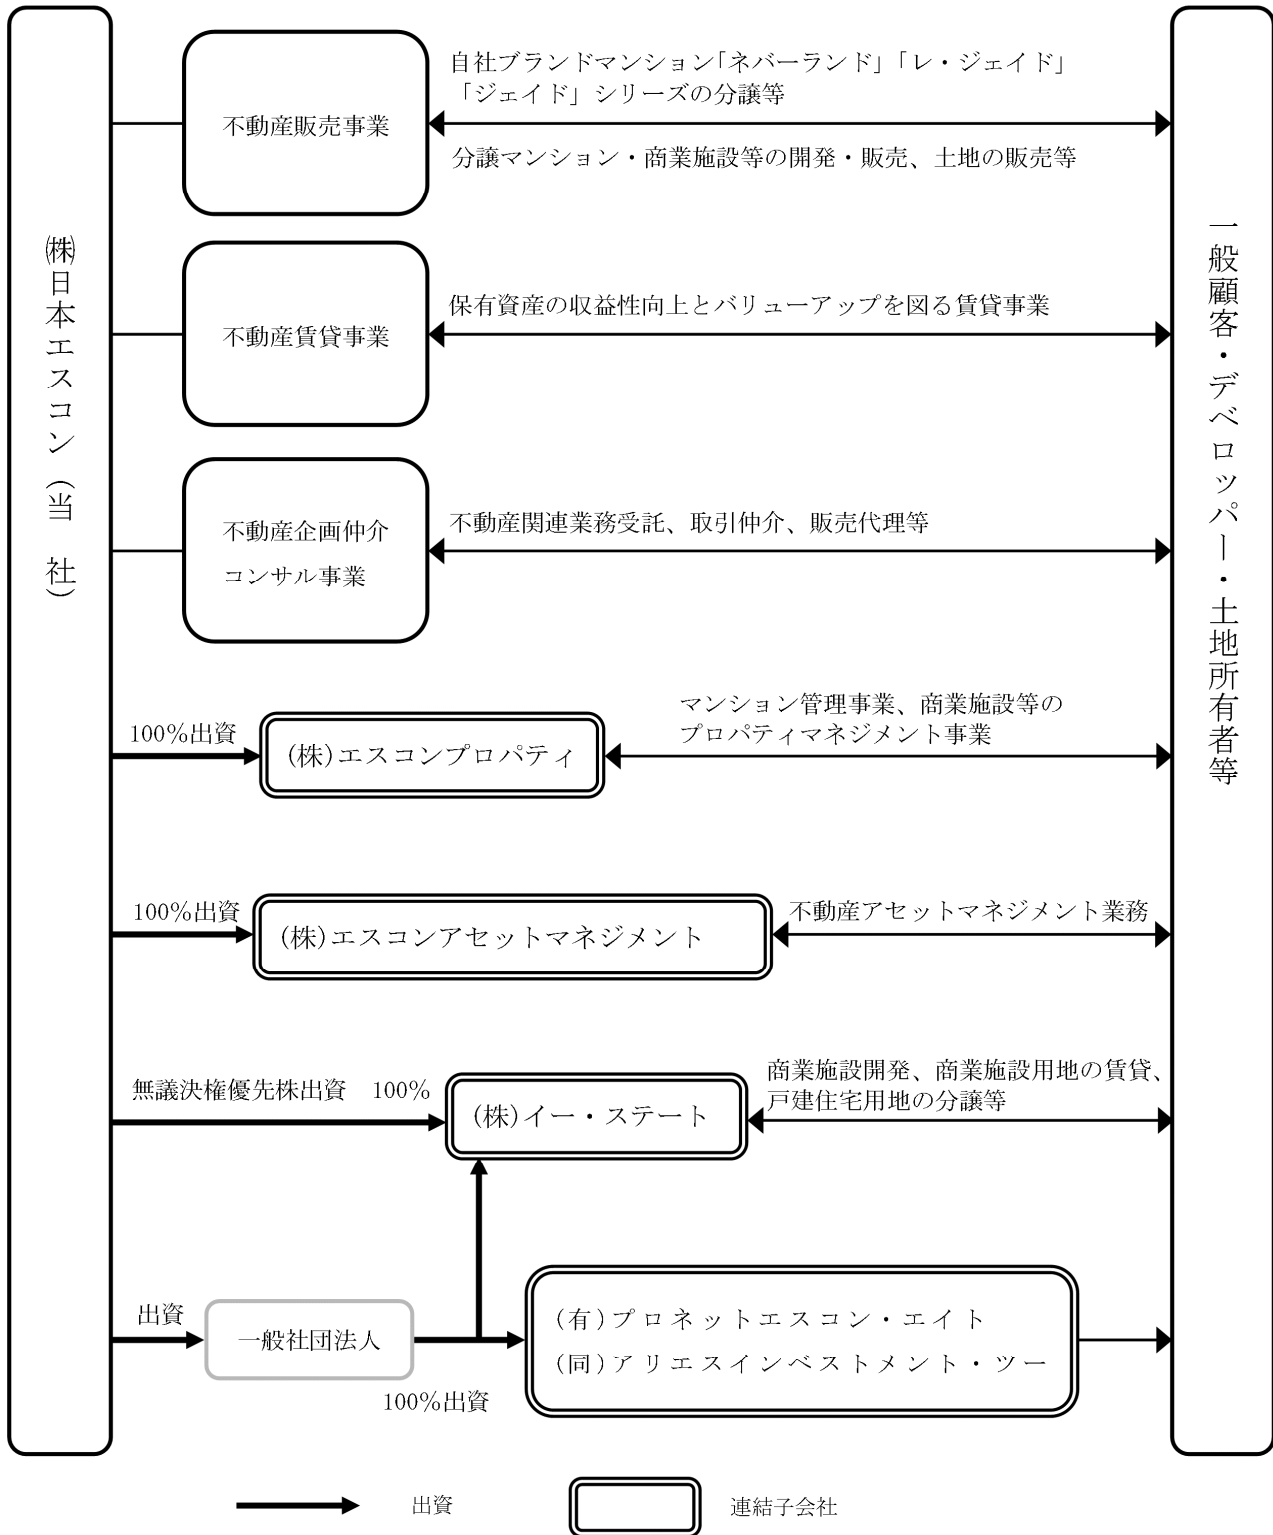 ㈱日本エスコン（当　社）
不動産販売事業
自社ブランドマンション「ネバーランド」「レ・ジェイド」
「ジェイド」シリーズの分譲等
分譲マンション・商業施設等の開発・販売、土地の販売等
不動産賃貸事業
保有資産の収益性向上とバリューアップを図る賃貸事業
不動産企画仲介
コンサル事業
不動産関連業務受託、取引仲介、販売代理等
100%出資
(株)エスコンプロパティ
マンション管理事業、商業施設等の
プロパティマネジメント事業
100%出資
(株)エスコンアセットマネジメント
不動産アセットマネジメント業務
無議決権優先株出資　100%
(株)イー・ステート
商業施設開発、商業施設用地の賃貸、
戸建住宅用地の分譲等
出資
一般社団法人
100%出資
(有)プロネットエスコン・エイト
(同)アリエスインベストメント・ツー
一般顧客・デベロッパー・土地所有者等
出資
連結子会社